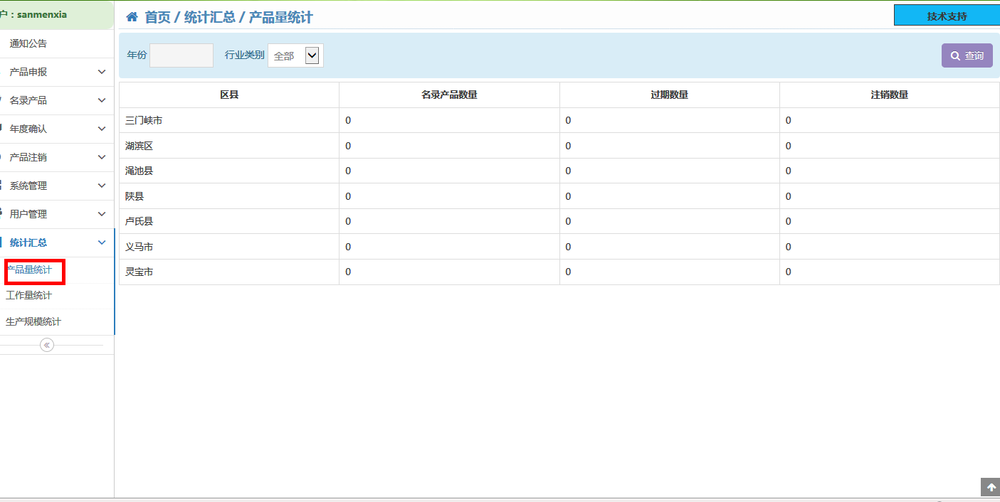 户：sanmenxia
首页 / 统计汇总 / 产品量统计
技术支持
通知公告
产品申报
名录产品
年度确认
产品注销
系统管理
用户管理
统计汇总
产品量统计
工作量统计
生产规模统计
年份 行业类别 全部 查询
区县 名录产品数量 过期数量 注销数量
三门峡市 0 0 0
湖滨区 0 0 0
渑池县 0 0 0
陕县 0 0 0
卢氏县 0 0 0
义马市 0 0 0
灵宝市 0 0 0